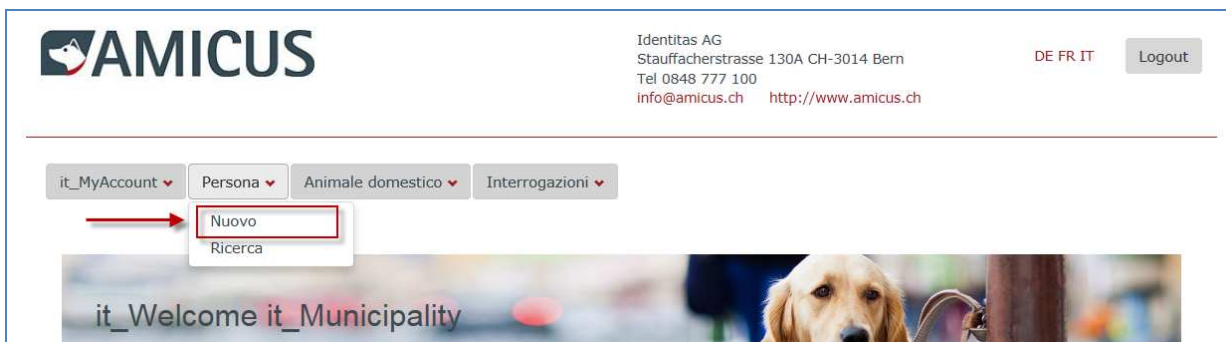 AMICUS
Identitas AG
Stauffacherstrasse 130A CH-3014 Bern
Tel 0848 777 100
info@amicus.ch http://www.amicus.ch
DE FR IT
Logout
it_MyAccount Persona Animale domestico Interrogazioni
Nuovo
Ricerca
it_Welcome it_Municipality